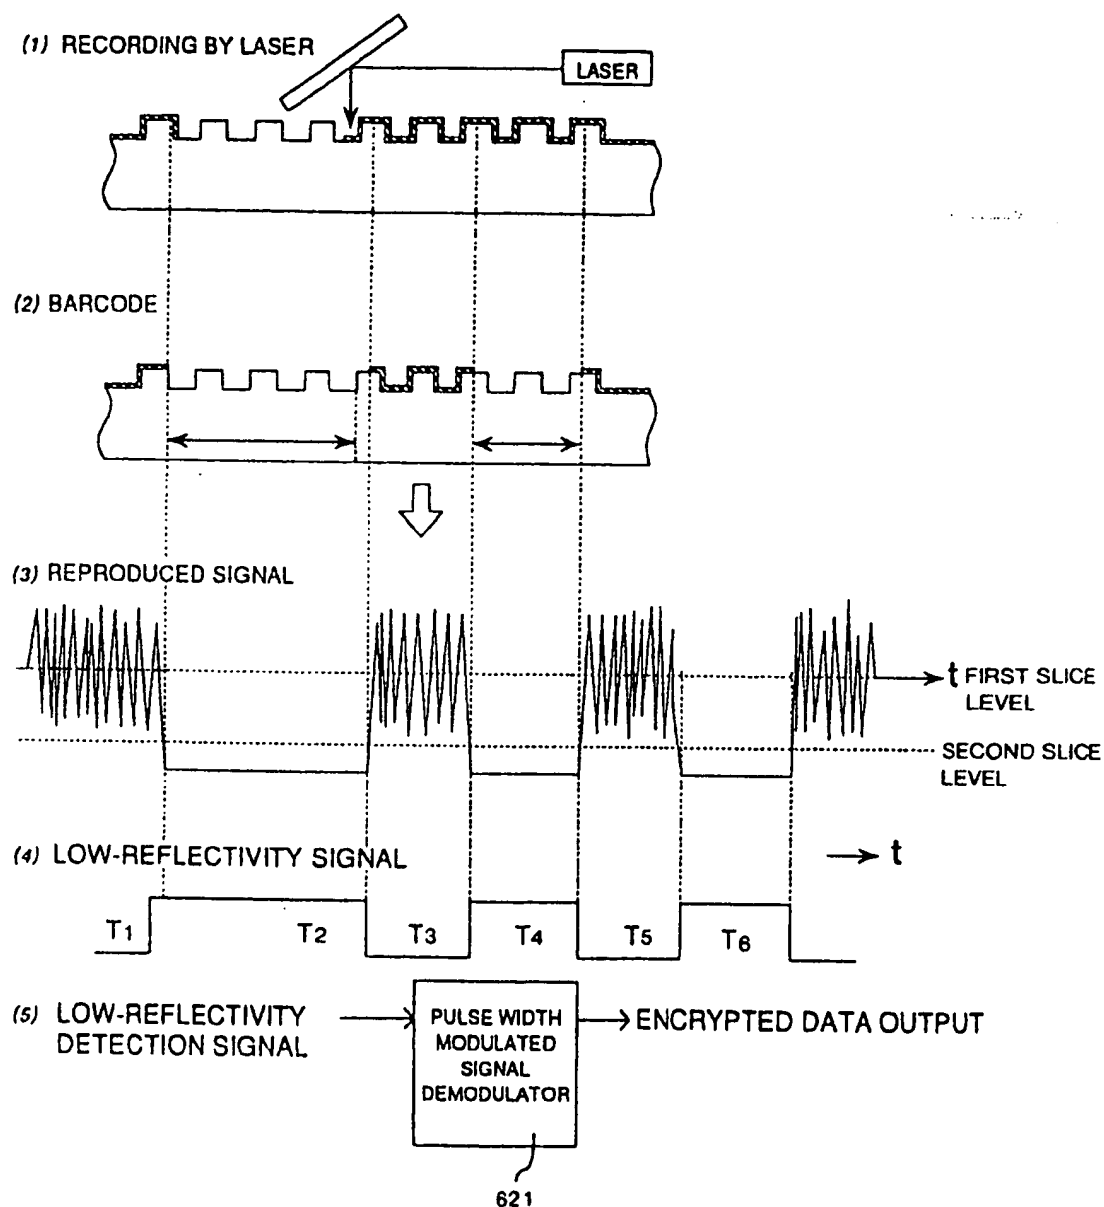 (1) RECORDING BY LASER
LASER
(2) BARCODE
(3) REPRODUCED SIGNAL
t FIRST SLICE
LEVEL
SECOND SLICE
LEVEL
(4) LOW-REFLECTIVITY SIGNAL
t
T1 T2 T3 T4 T5 T6
(5) LOW-REFLECTIVITY
DETECTION SIGNAL
PULSE WIDTH
MODULATED
SIGNAL
DEMODULATOR
ENCRYPTED DATA OUTPUT
621